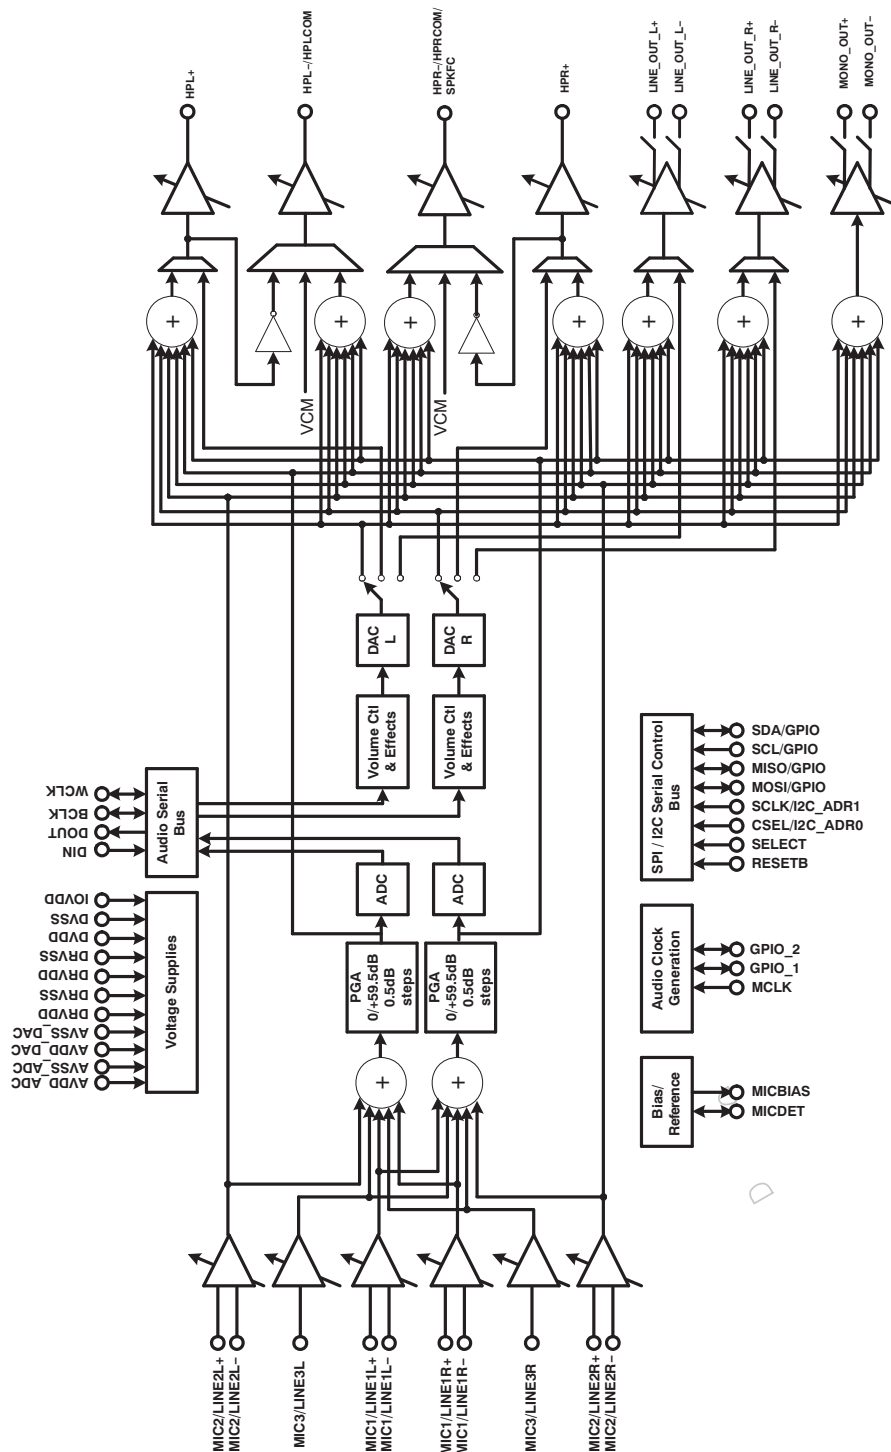 HPL+
HPL-/HPLCOM
HPR-/HPRCOM/
SPKFC
HPR+
LINE_OUT_L+
LINE_OUT_L-
LINE_OUT_R+
LINE_OUT_R-
MONO_OUT+
MONO_OUT-
+
+
+
+
+
+
+
VCM
VCM
DAC
L
DAC
R
Volume Ctl
& Effects
Volume Ctl
& Effects
WCLK
BCLK
DOUT
DIN
Audio Serial
Bus
ADC
ADC
IOVDD
DVSS
DVDD
DRVSS
DRVDD
DRVSS
DRVDD
AVSS_DAC
AVDD_DAC
AVSS_ADC
AVDD_ADC
Voltage Supplies
PGA
0/+59.5dB
0.5dB
steps
PGA
0/+59.5dB
0.5dB
steps
+
+
SPI / I2C Serial Control
Bus
SDA/GPIO
SCL/GPIO
MISO/GPIO
MOSI/GPIO
SCLK/I2C_ADR1
CSEL/I2C_ADR0
SELECT
RESETB
Audio Clock
Generation
GPIO_2
GPIO_1
MCLK
Bias/
Reference
MICBIAS
MICDET
MIC2/LINE2L+
MIC2/LINE2L-
MIC3/LINE3L
MIC1/LINE1L+
MIC1/LINE1L-
MIC1/LINE1R+
MIC1/LINE1R-
MIC3/LINE3R
MIC2/LINE2R+
MIC2/LINE2R-